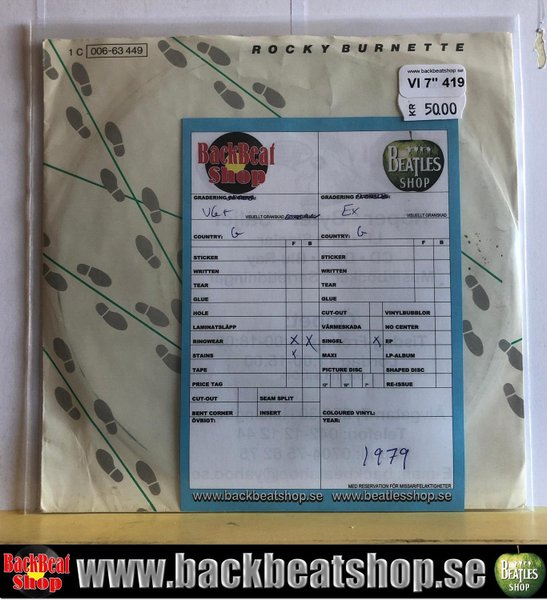 1 C 006-63 449
ROCKY BURNETTE
www.backbeatshop.se
VI 7" 419
KR 50.00
BackBeat Shop
BEATLES SHOP
GRADERING
GRADERING
VG+ VISUELLT GRANSKAD
Ex VISUELLT GRANSKAD
COUNTRY: G
COUNTRY: G
F B F B
STICKER STICKER
WRITTEN WRITTEN
TEAR TEAR
GLUE GLUE
HOLE CUT-OUT VINYLBUBBLOR
LAMINATSLÄPP VÄRMESKADA NO CENTER
RINGWEAR X X SINGEL X EP
STAINS X MAXI LP-ALBUM
TAPE PICTURE DISC SHAPED DISC
PRICE TAG 12" 10" 7" RE-ISSUE
CUT-OUT SEAM SPLIT
BENT CORNER INSERT COLOURED VINYL:
ÖVRIGT: YEAR:
1979
MED RESERVATION FÖR MISSAR/FELAKTIGHETER
www.backbeatshop.se www.beatlesshop.se
BackBeat Shop www.backbeatshop.se BEATLES SHOP